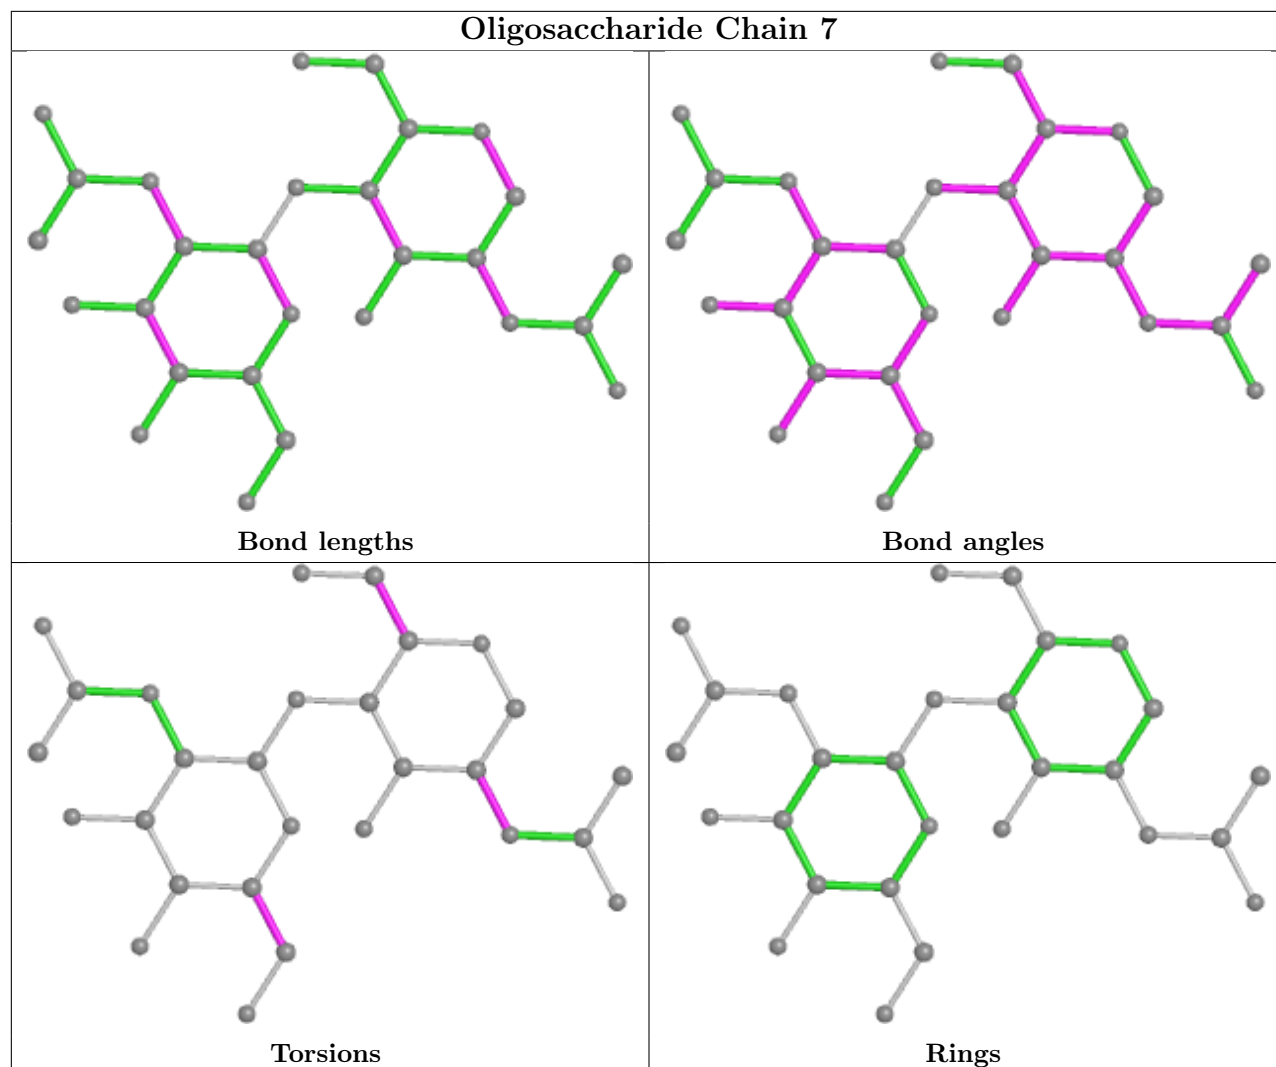 Oligosaccharide Chain 7
Bond lengths
Bond angles
Torsions
Rings